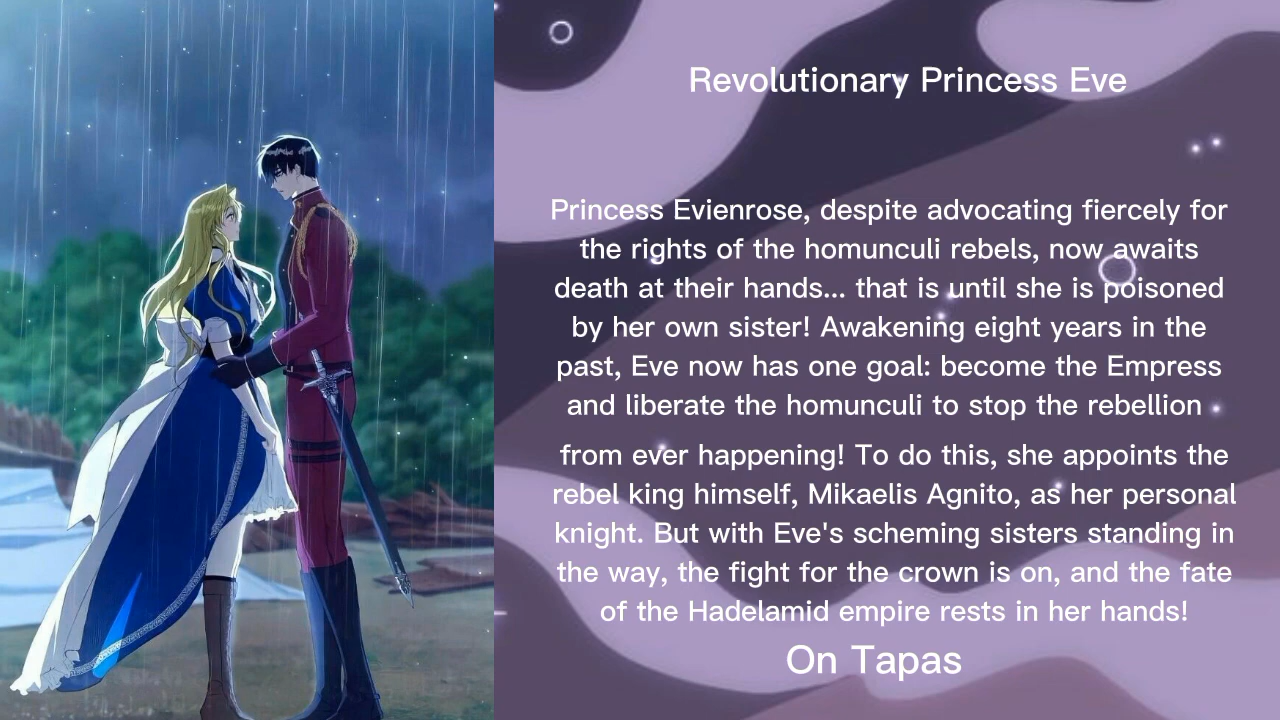 Revolutionary Princess Eve
Princess Evienrose, despite advocating fiercely for
the rights of the homunculi rebels, now awaits
death at their hands... that is until she is poisoned
by her own sister! Awakening eight years in the
past, Eve now has one goal: become the Empress
and liberate the homunculi to stop the rebellion
from ever happening! To do this, she appoints the
rebel king himself, Mikaelis Agnito, as her personal
knight. But with Eve's scheming sisters standing in
the way, the fight for the crown is on, and the fate
of the Hadelamid empire rests in her hands!
On Tapas